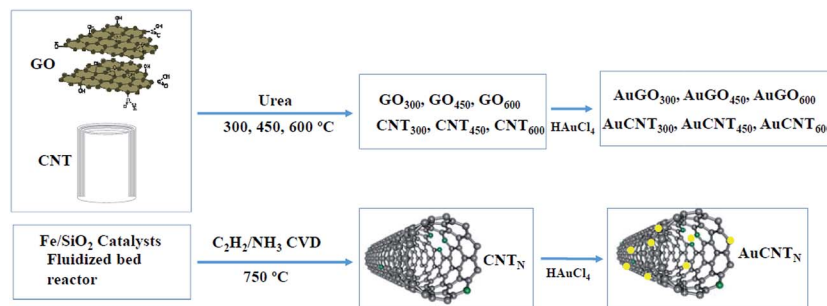 GO
CNT
Urea
300, 450, 600 ºC
GO300, GO450, GO600
CNT300, CNT450, CNT600
HAuCl4
AuGO300, AuGO450, AuGO600
AuCNT300, AuCNT450, AuCNT600
Fe/SiO2 Catalysts
Fluidized bed
reactor
C2H2/NH3 CVD
750 ºC
CNTN
HAuCl4
AuCNTN